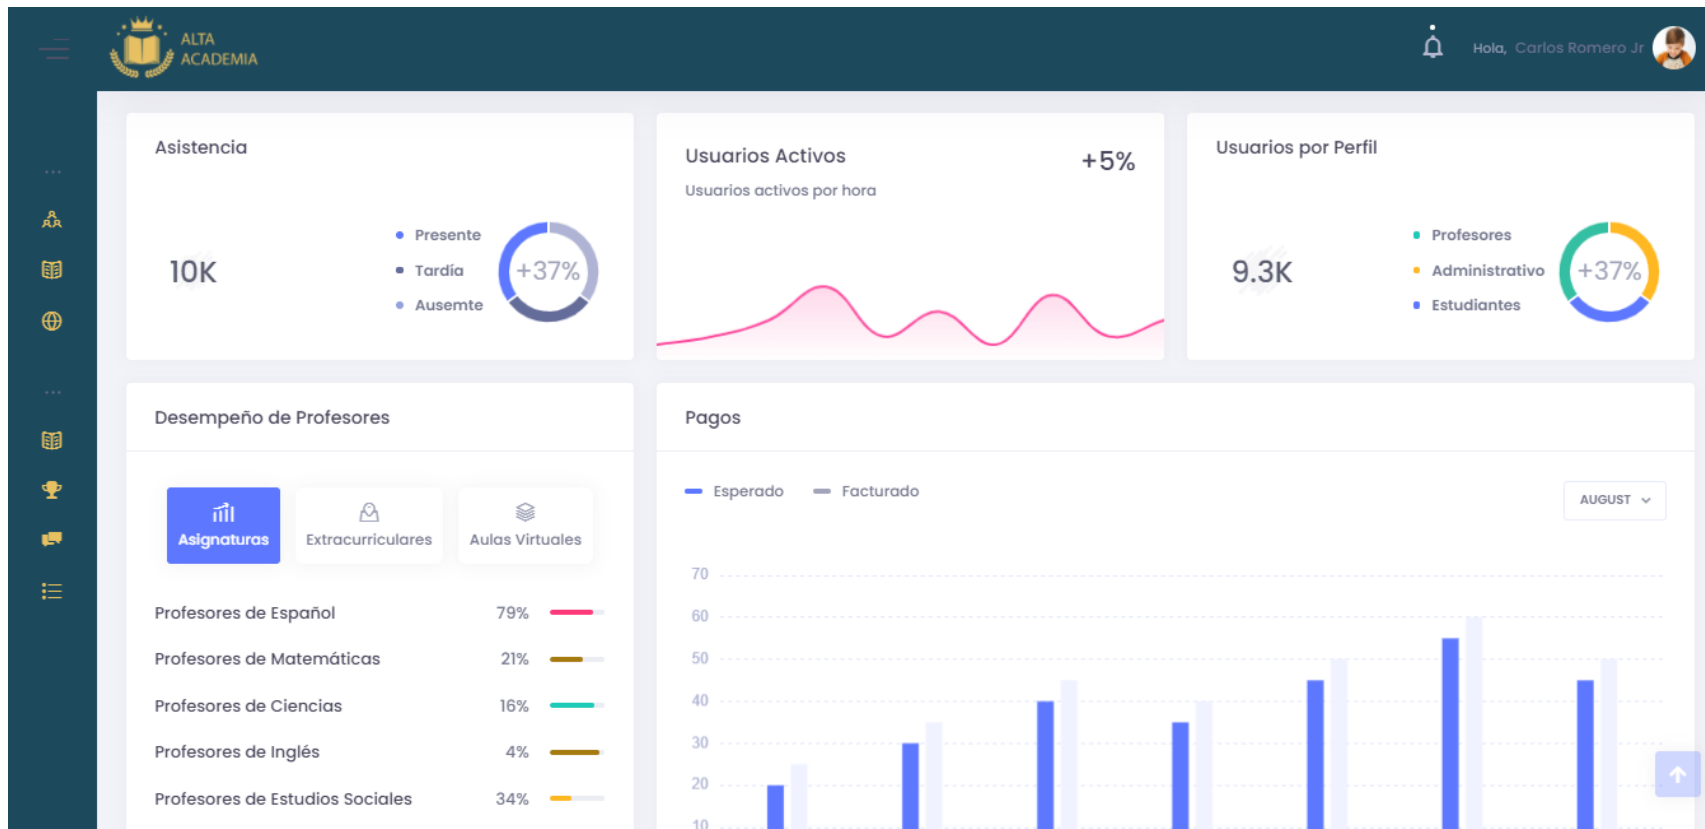 ALTA
ACADEMIA
Hola, Carlos Romero Jr
Asistencia
10K
Presente
Tardía
Ausemte
+37%
Usuarios Activos
+5%
Usuarios activos por hora
Usuarios por Perfil
9.3K
Profesores
Administrativo
Estudiantes
+37%
Desempeño de Profesores
Asignaturas
Extracurriculares
Aulas Virtuales
Profesores de Español 79%
Profesores de Matemáticas 21%
Profesores de Ciencias 16%
Profesores de Inglés 4%
Profesores de Estudios Sociales 34%
Pagos
Esperado
Facturado
AUGUST
70
60
50
40
30
20
10